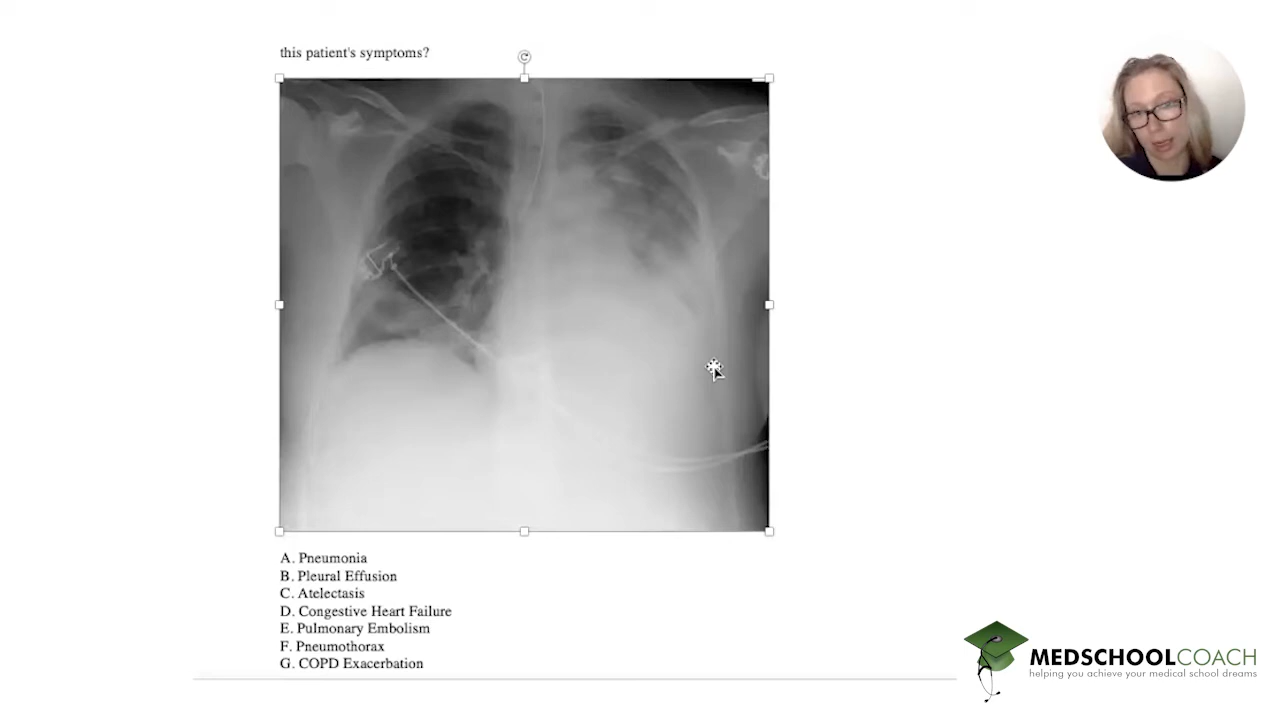 this patient's symptoms?
A. Pneumonia
B. Pleural Effusion
C. Atelectasis
D. Congestive Heart Failure
E. Pulmonary Embolism
F. Pneumothorax
G. COPD Exacerbation
MEDSCHOOLCOACH
helping you achieve your medical school dreams